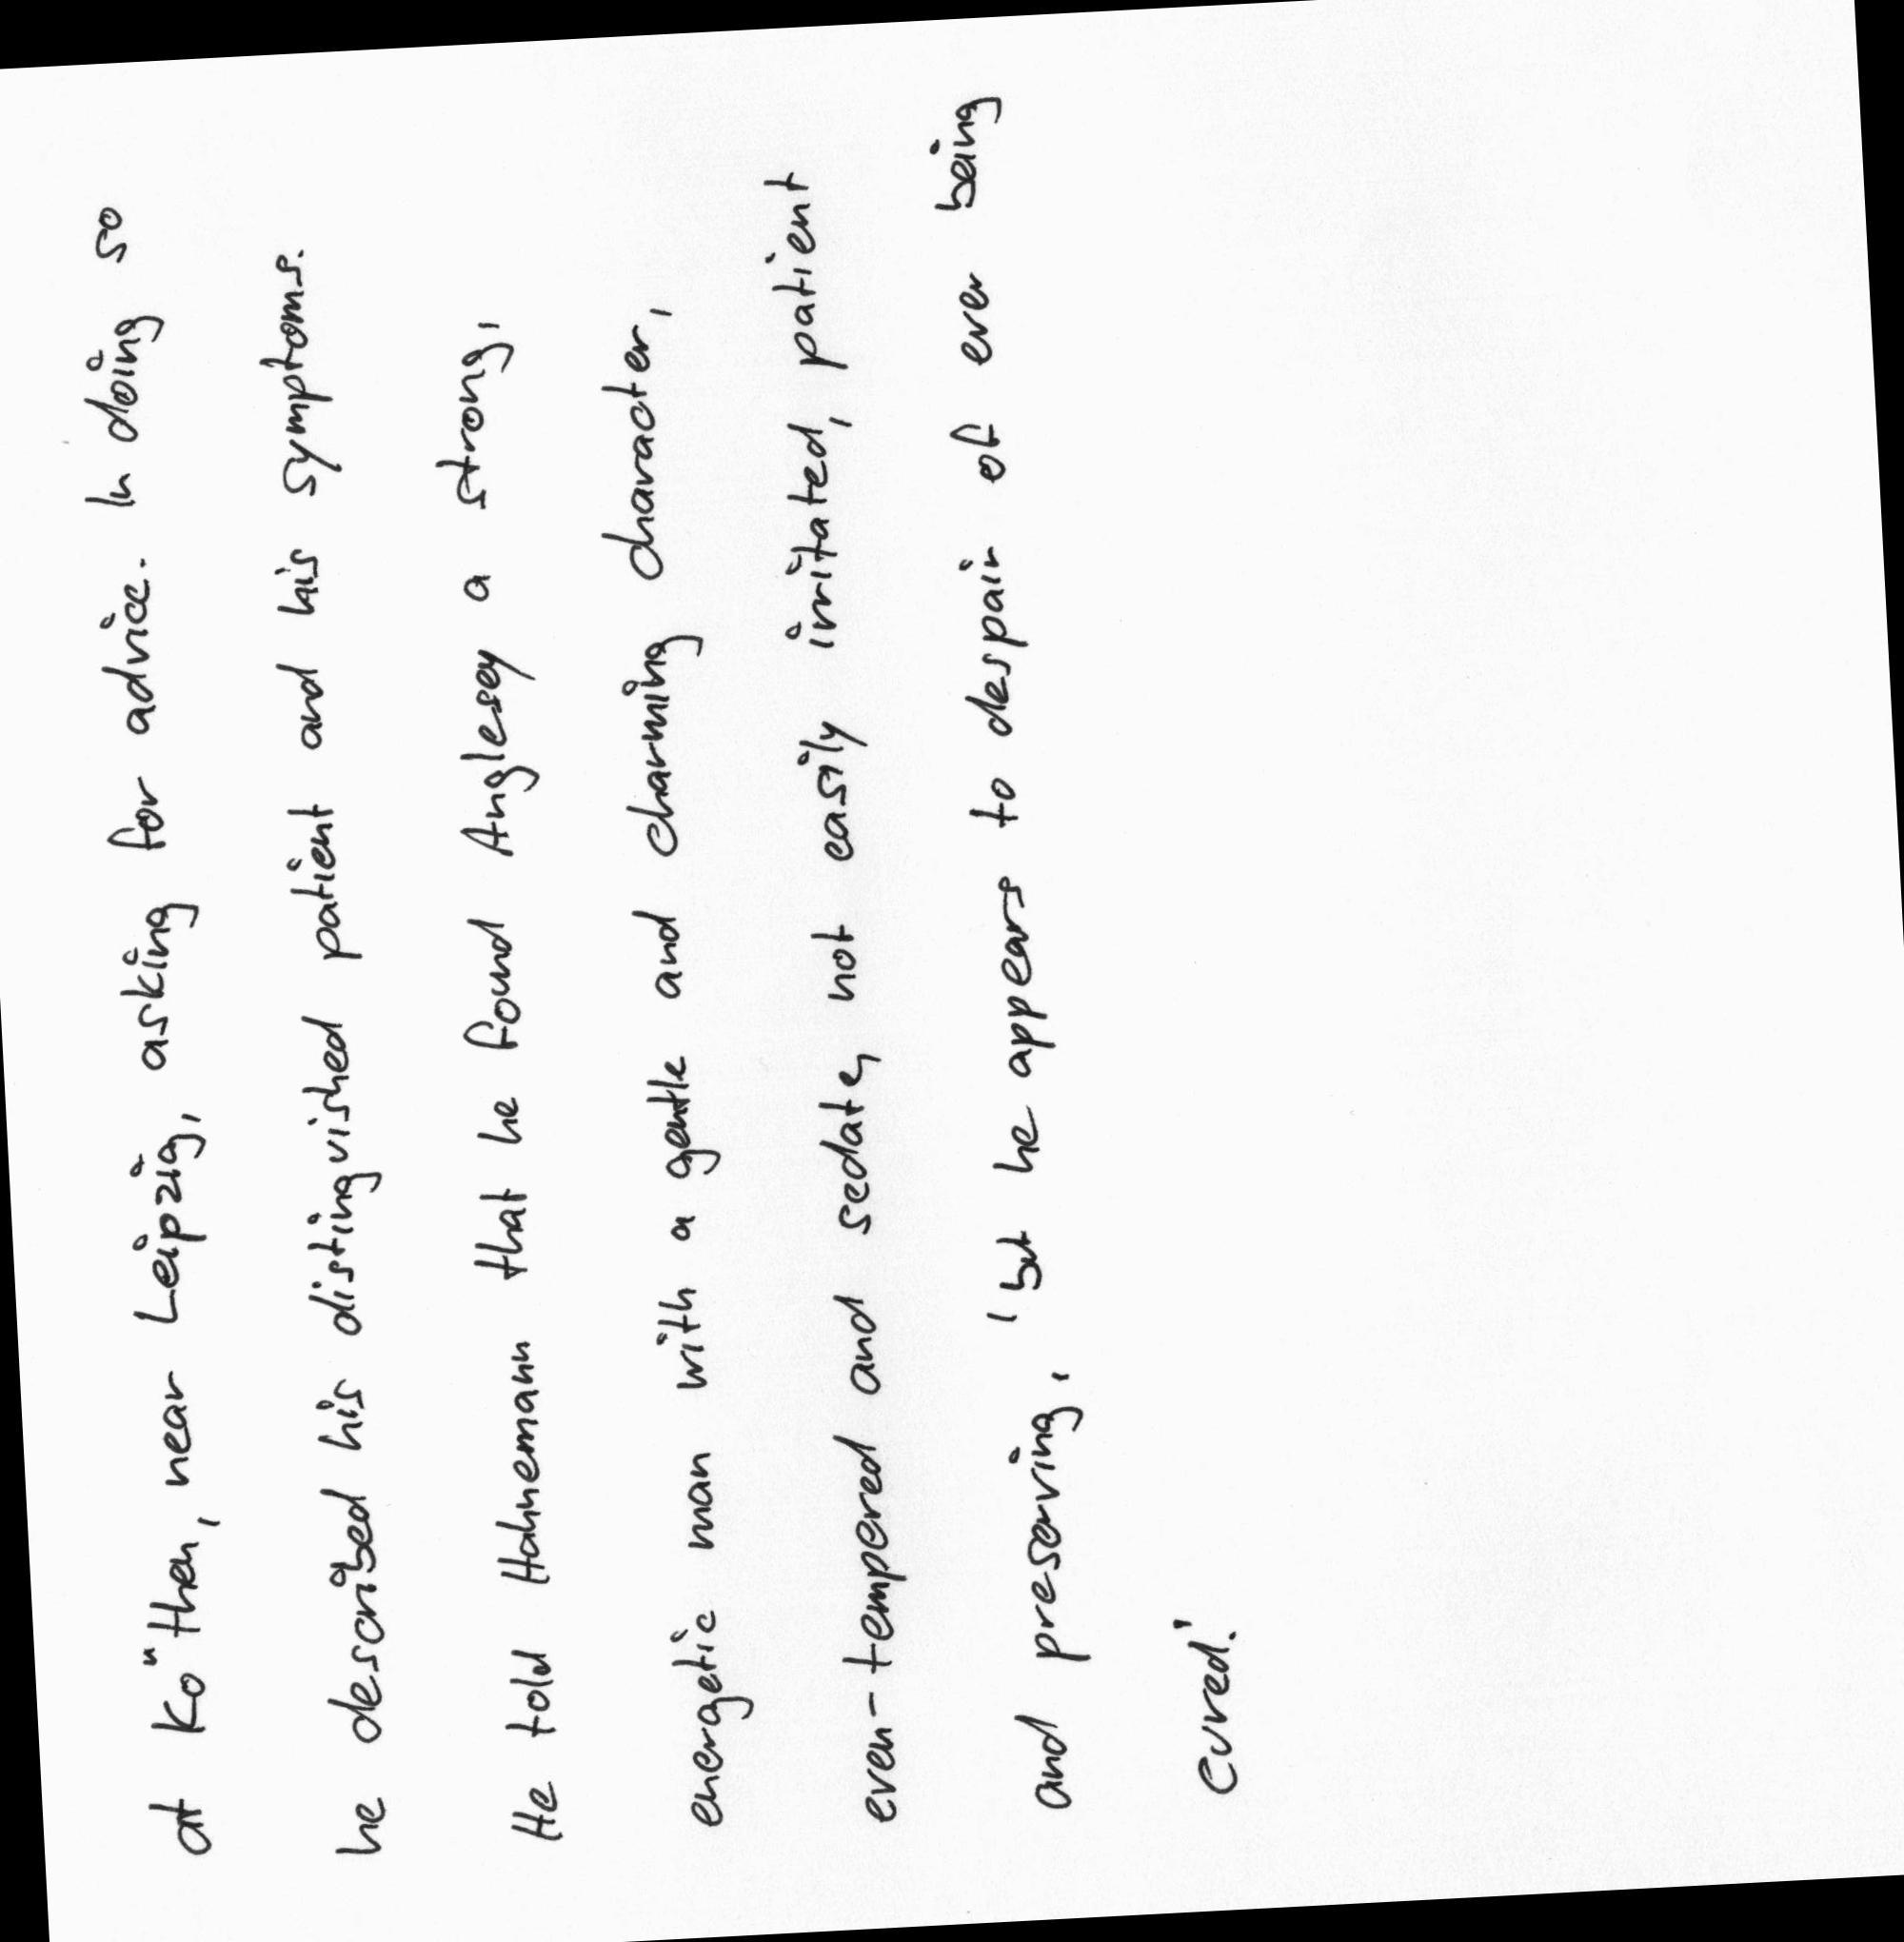 at Ko"then, near Leipzig, asking for advice. In doing so
he described his distinguished patient and his symptoms.
He told Hahnemann that he found Anglesey a strong,
energetic man with a gentle and charming character,
even-tempered and sedate, not easily irritated, patient
and preserving, 'but he appears to despair of ever being
cured.'